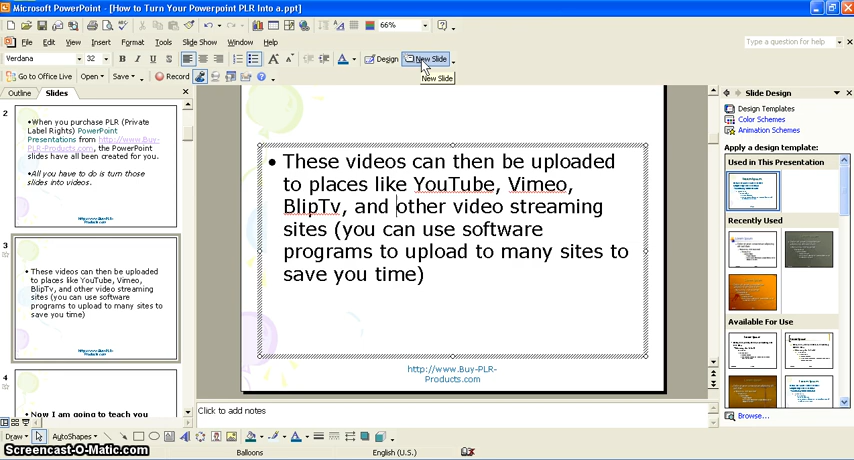 Microsoft PowerPoint - [How to Turn Your Powerpoint PLR Into a.ppt]
66%
File Edit View Insert Format Tools Slide Show Window Help
Type a question for help
Verdana 32 B Design New Slide
Go to Office Live Open Save Record
New Slide
Outline Slides
2
•When you purchase PLR (Private
Label Rights) PowerPoint
Presentations from http://www.Buy-
PLR-Products.com, the PowerPoint
slides have all been created for you.
•All you have to do is turn those
slides into videos.
3
• These videos can then be uploaded
to places like YouTube, Vimeo,
BlipTv, and other video streaming
sites (you can use software
programs to upload to many sites to
save you time)
http://www.Buy-PLR-
Products.com
4
• Now I am going to teach you
• These videos can then be uploaded
to places like YouTube, Vimeo,
BlipTv, and other video streaming
sites (you can use software
programs to upload to many sites to
save you time)
http://www.Buy-PLR-
Products.com
Click to add notes
Slide Design
Design Templates
Color Schemes
Animation Schemes
Apply a design template:
Used in This Presentation
Recently Used
Available For Use
Browse...
Draw AutoShapes
Screencast-O-Matic.com
Balloons English (U.S.)